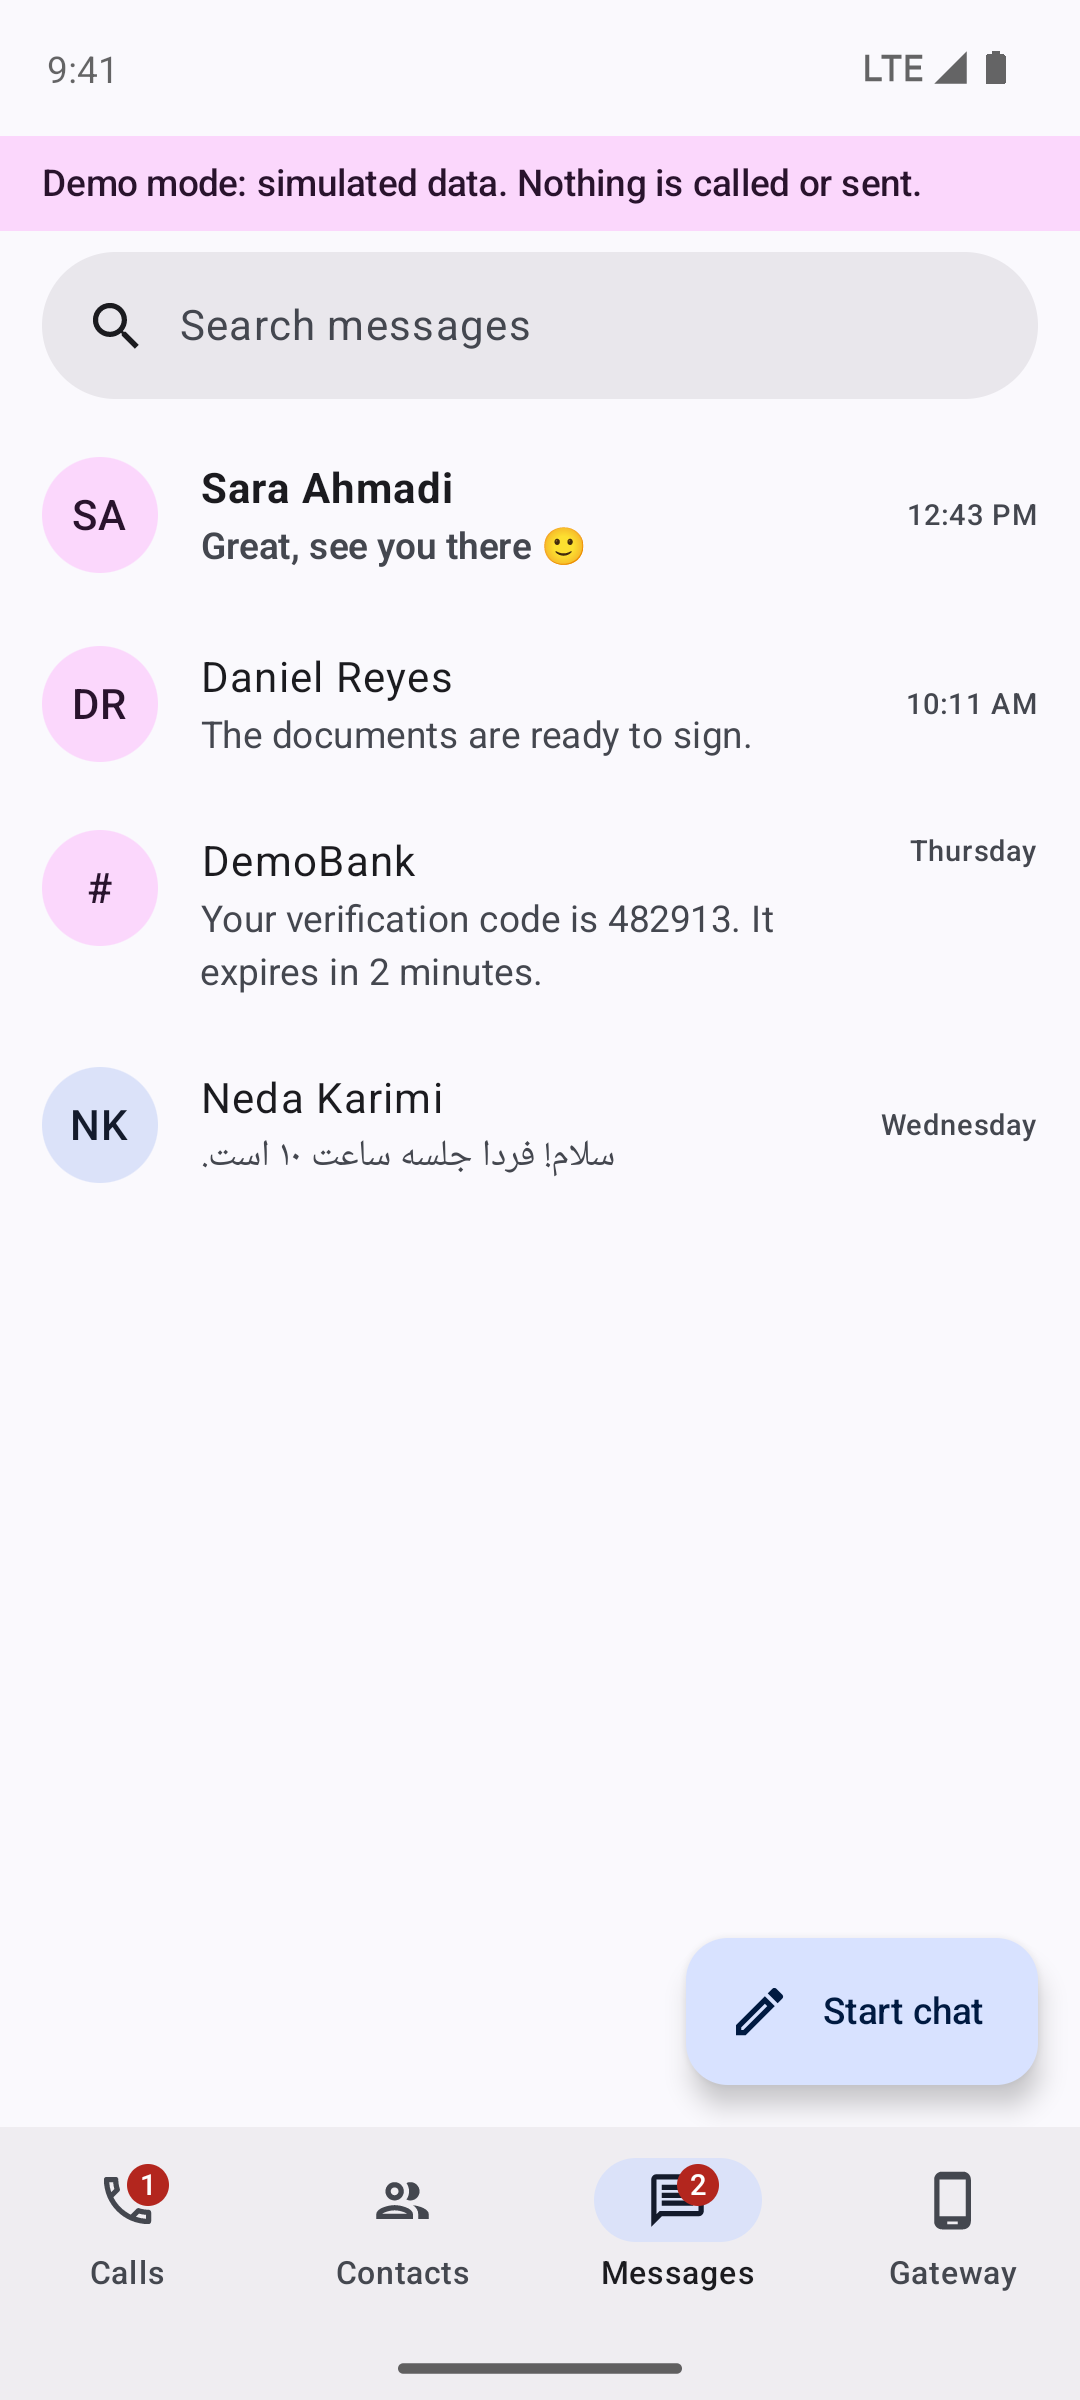 9:41
LTE
Demo mode: simulated data. Nothing is called or sent.
Search messages
SA
Sara Ahmadi
Great, see you there 🙂
12:43 PM
DR
Daniel Reyes
The documents are ready to sign.
10:11 AM
#
DemoBank
Thursday
Your verification code is 482913. It
expires in 2 minutes.
NK
Neda Karimi
سلام! فردا جلسه ساعت ۱۰ است.
Wednesday
Start chat
1
Calls
Contacts
2
Messages
Gateway